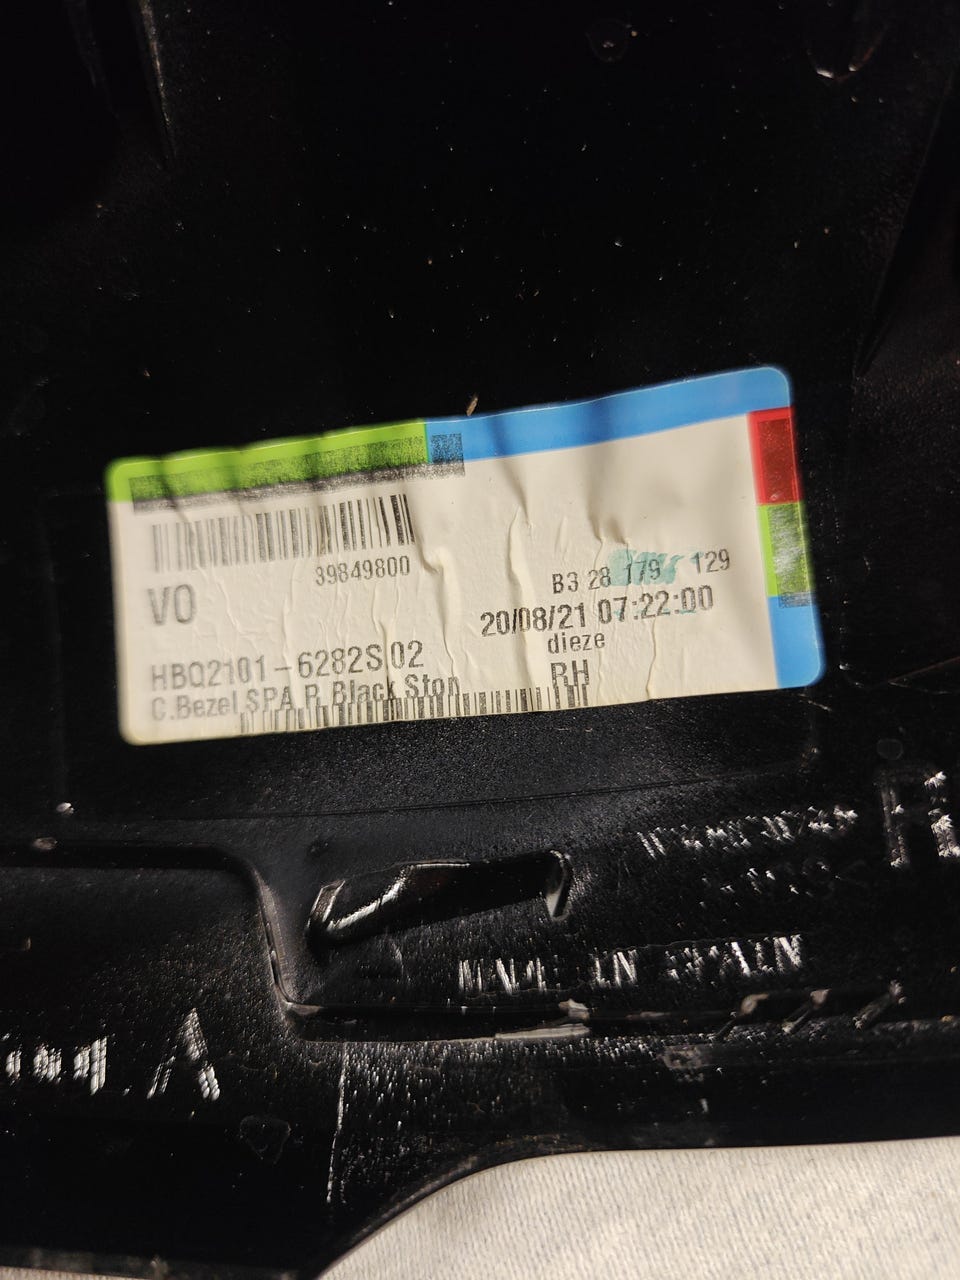 39849800
VO
B3 28 179 129
20/08/21 07:22:00
dieze
HBQ2101-6282S 02
RH
C.Bezel SPA R Black Ston
MADE IN SPAIN